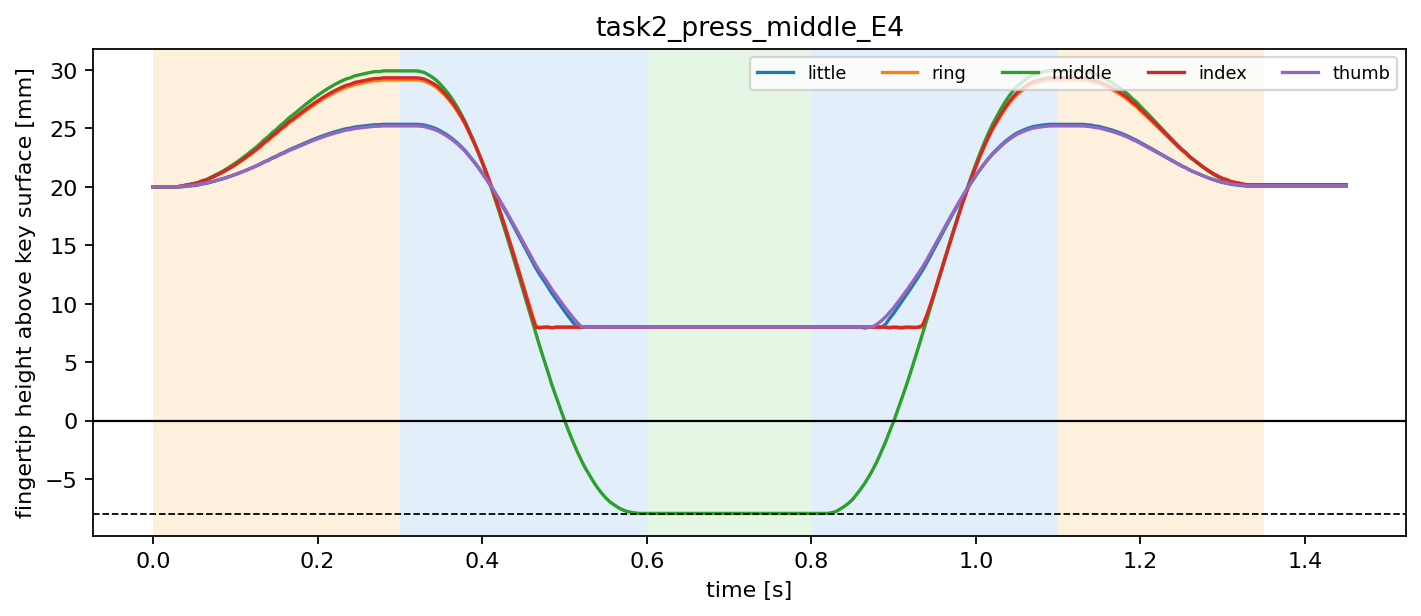 task2_press_middle_E4
little ring middle index thumb
fingertip height above key surface [mm]
30
25
20
15
10
5
0
−5
0.0 0.2 0.4 0.6 0.8 1.0 1.2 1.4
time [s]